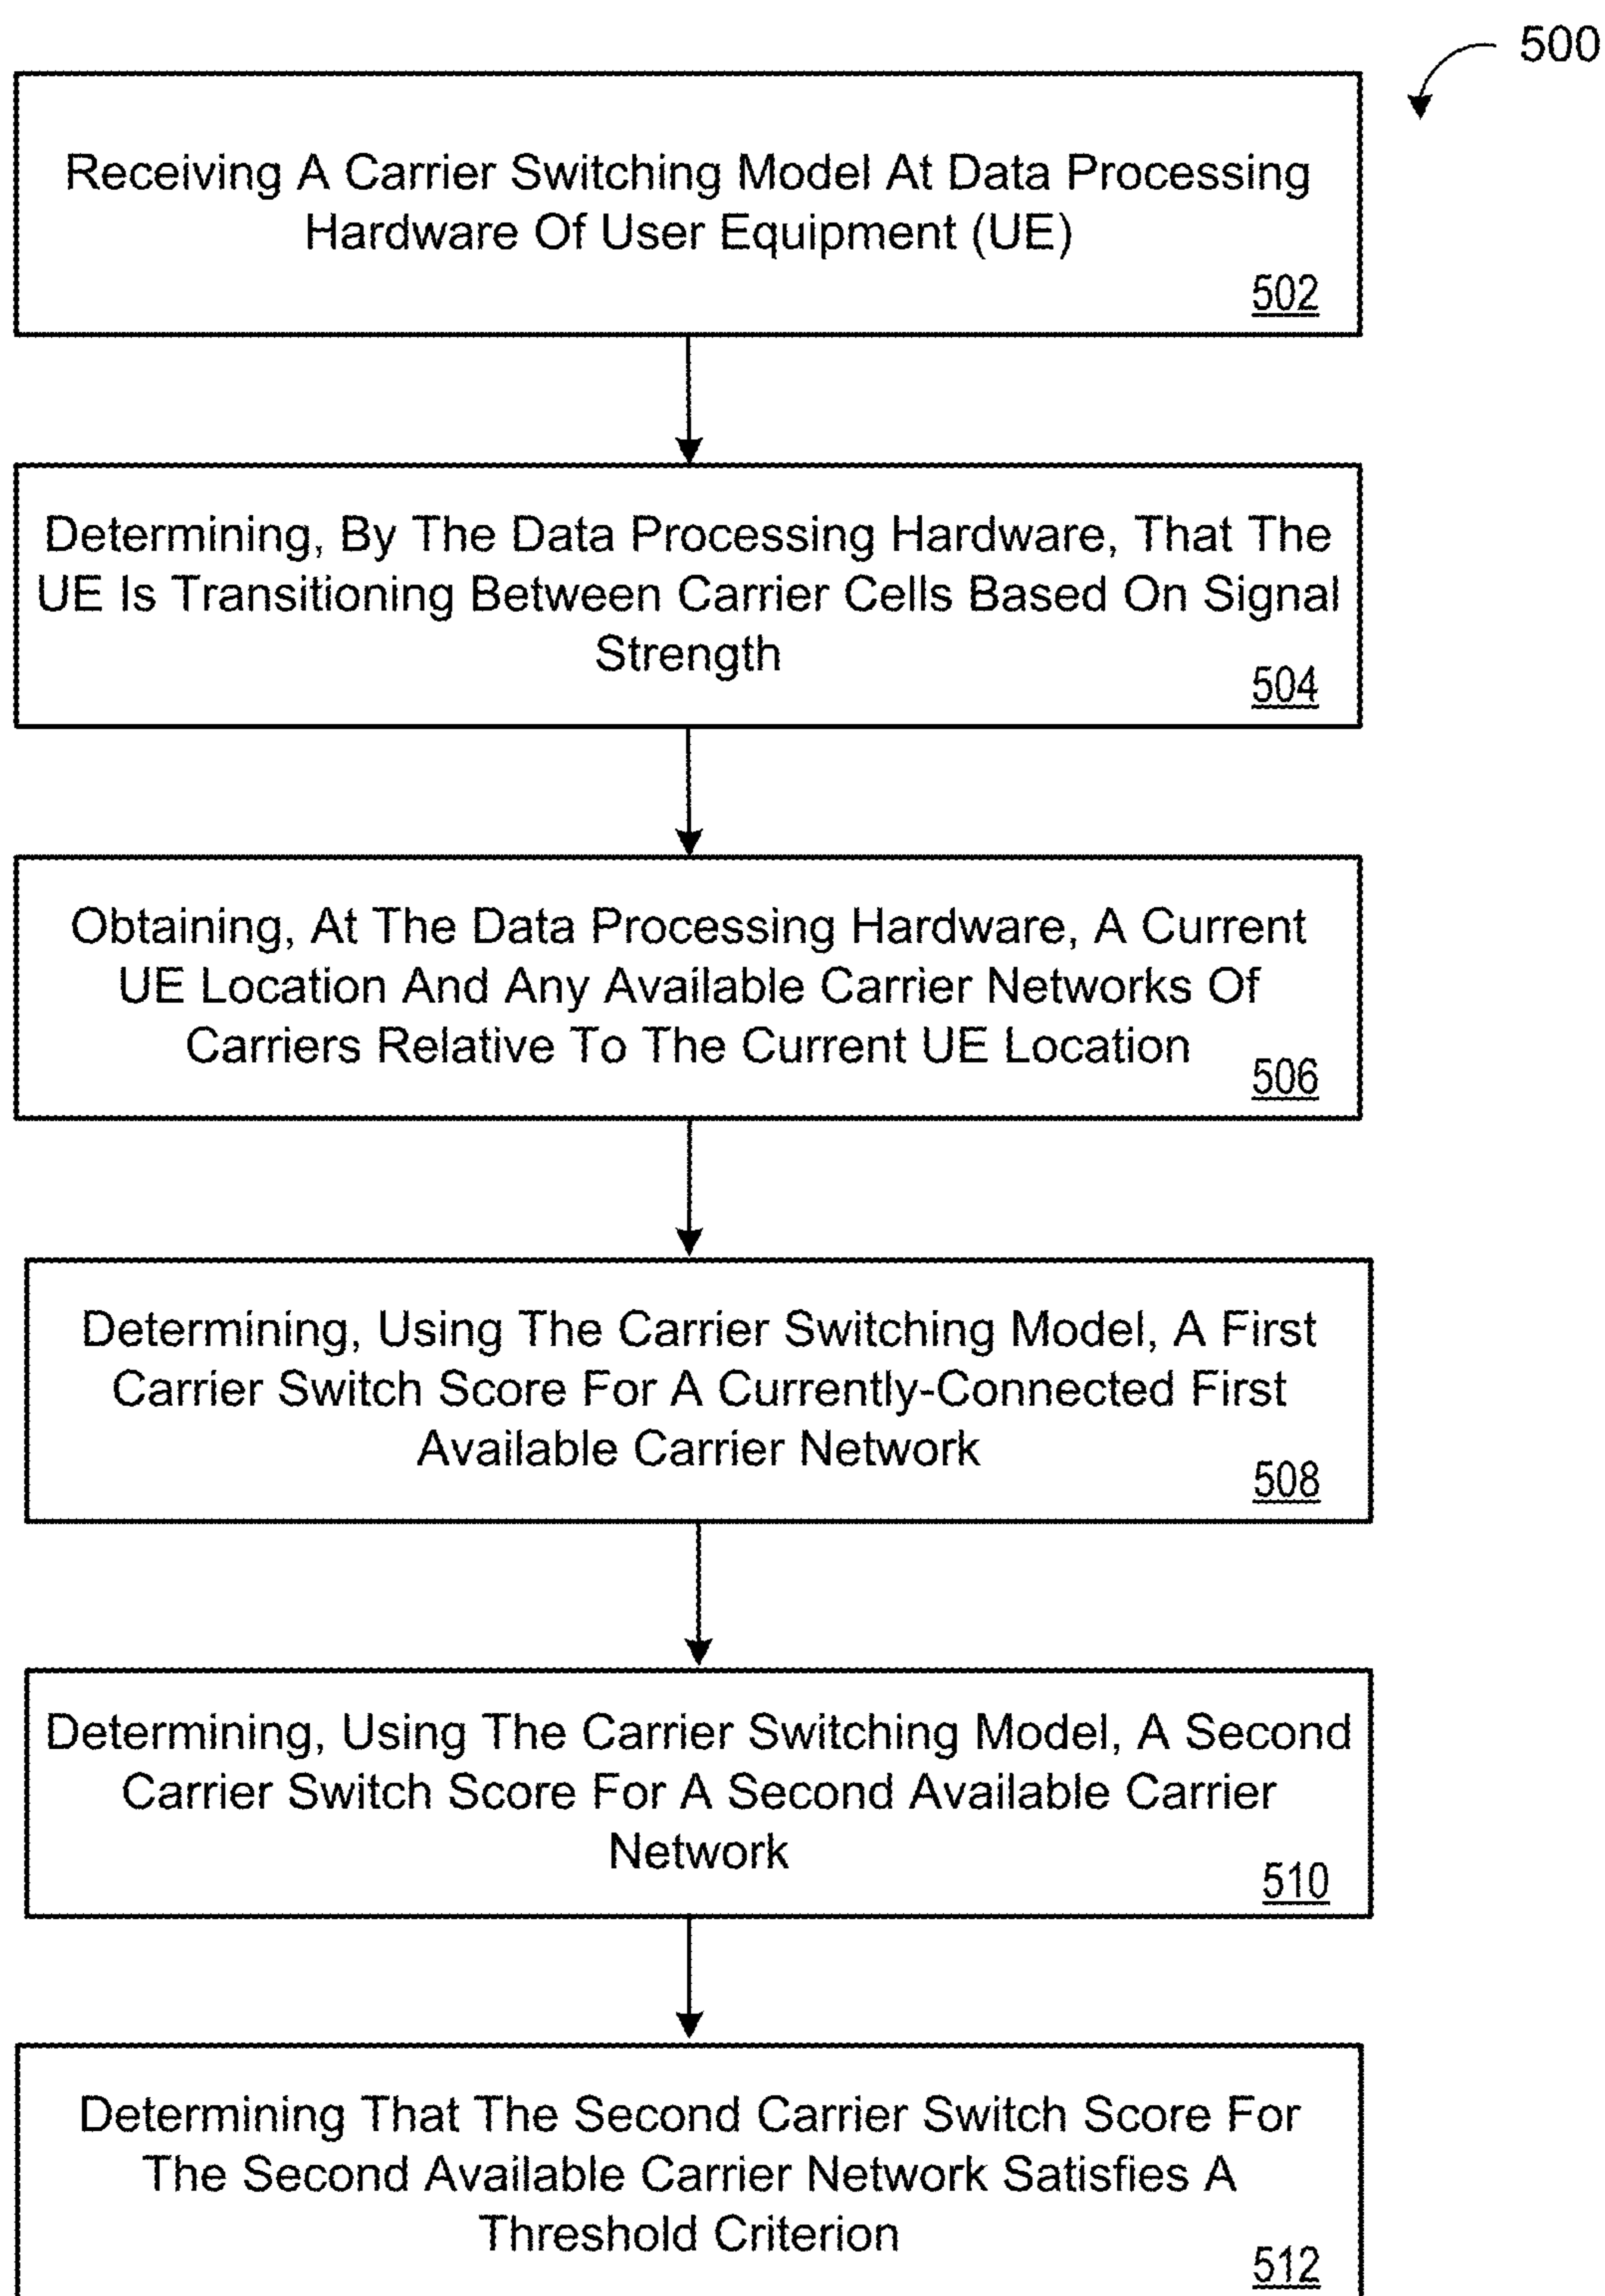 500
Receiving A Carrier Switching Model At Data Processing
Hardware Of User Equipment (UE)
502
Determining, By The Data Processing Hardware, That The
UE Is Transitioning Between Carrier Cells Based On Signal
Strength
504
Obtaining, At The Data Processing Hardware, A Current
UE Location And Any Available Carrier Networks Of
Carriers Relative To The Current UE Location
506
Determining, Using The Carrier Switching Model, A First
Carrier Switch Score For A Currently-Connected First
Available Carrier Network
508
Determining, Using The Carrier Switching Model, A Second
Carrier Switch Score For A Second Available Carrier
Network
510
Determining That The Second Carrier Switch Score For
The Second Available Carrier Network Satisfies A
Threshold Criterion
512